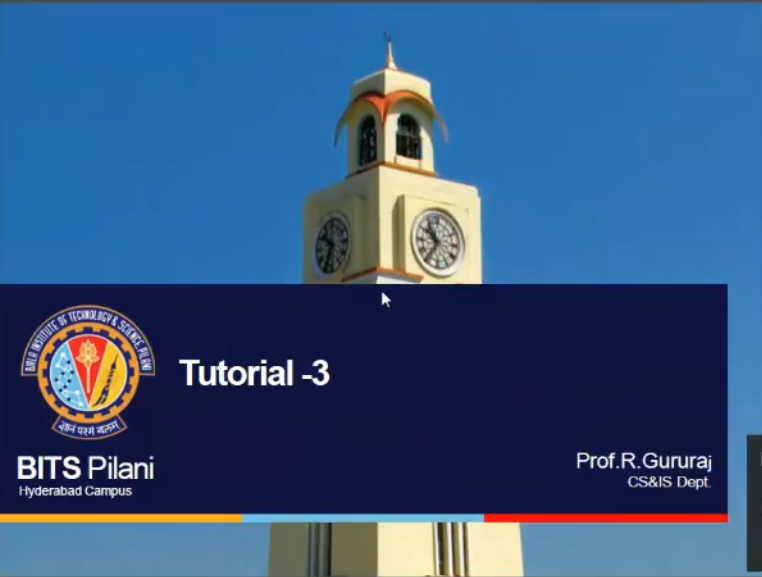 BIRLA INSTITUTE OF TECHNOLOGY & SCIENCE, PILANI
ज्ञानं परमं बलम्
Tutorial -3
BITS Pilani
Hyderabad Campus
Prof.R.Gururaj
CS&IS Dept.